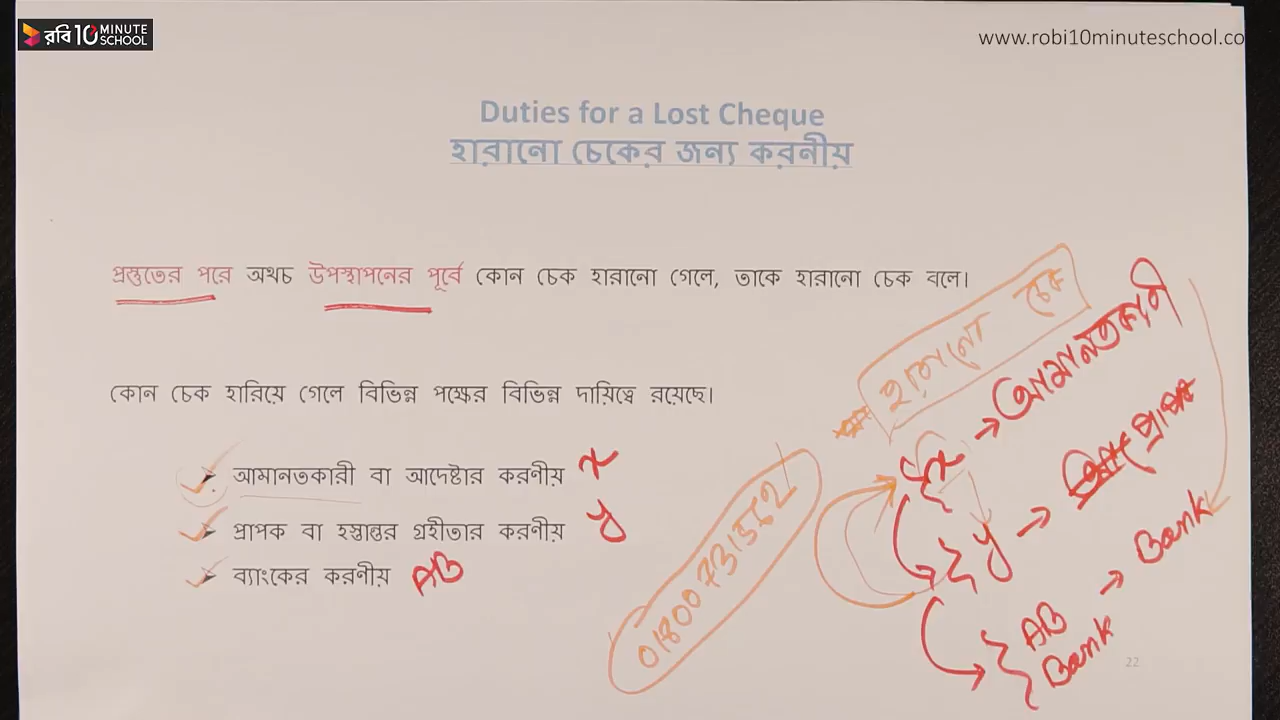 রবি 10 MINUTE SCHOOL
www.robi10minuteschool.co
Duties for a Lost Cheque
হারানো চেকের জন্য করনীয়
প্রস্তুতের পরে অথচ উপস্থাপনের পূর্বে কোন চেক হারানো গেলে, তাকে হারানো চেক বলে।
কোন চেক হারিয়ে গেলে বিভিন্ন পক্ষের বিভিন্ন দায়িত্বে রয়েছে।
আমানতকারী বা আদেষ্টার করণীয় x
প্রাপক বা হস্তান্তর গ্রহীতার করণীয় y
ব্যাংকের করণীয় AB
হারানো চেক
x → আমানতকারী
y → প্রাপক
AB Bank → Bank
22